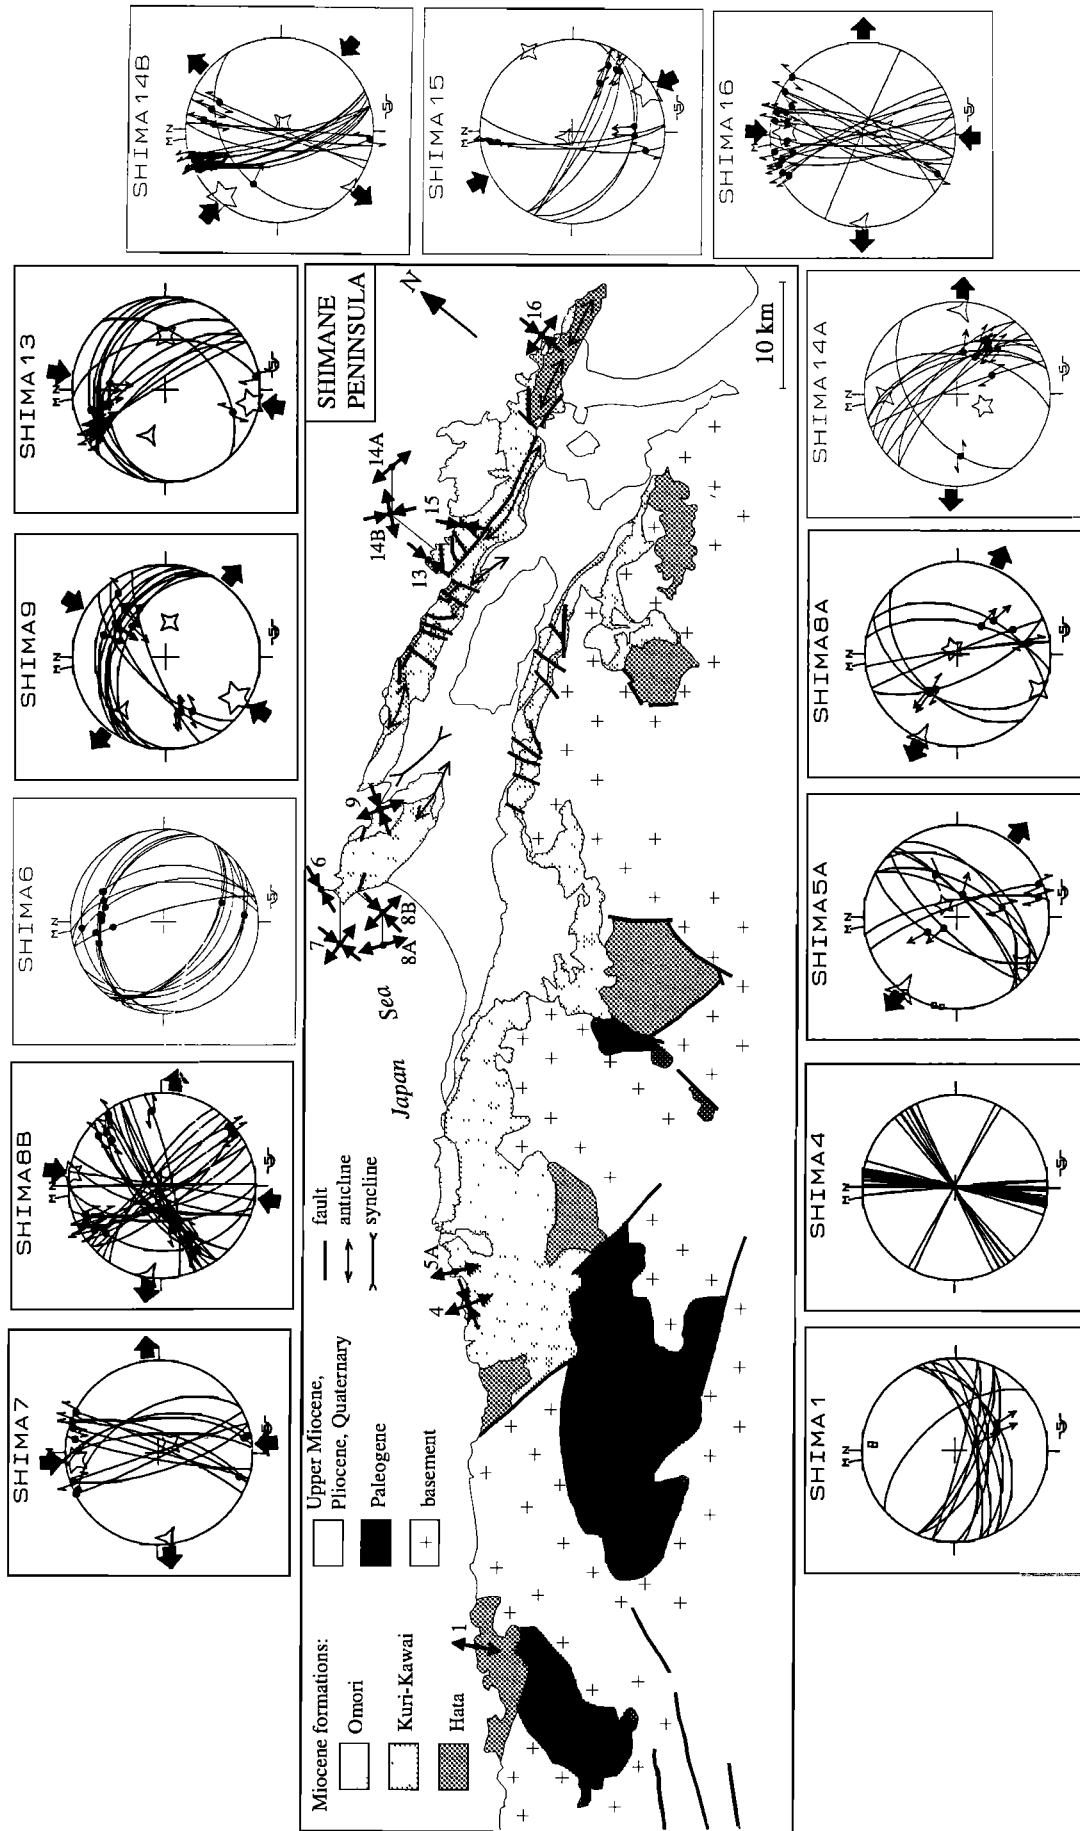 SHIMA14B
M N
S
SHIMA15
M N
S
SHIMA16
M N
S
SHIMA13
M N
S
SHIMA9
M N
S
SHIMA6
M N
S
SHIMA8B
M N
S
SHIMA7
M N
S
SHIMANE
PENINSULA
N
10 km
16
14A
14B
15
13
9
6
7
8B
8A
5A
4
1
Japan Sea
fault
anticline
syncline
Upper Miocene,
Pliocene, Quaternary
Paleogene
basement
Miocene formations:
Omori
Kuri-Kawai
Hata
SHIMA14A
M N
S
SHIMA8A
M N
S
SHIMA5A
M N
S
SHIMA4
M N
S
SHIMA1
M N
S